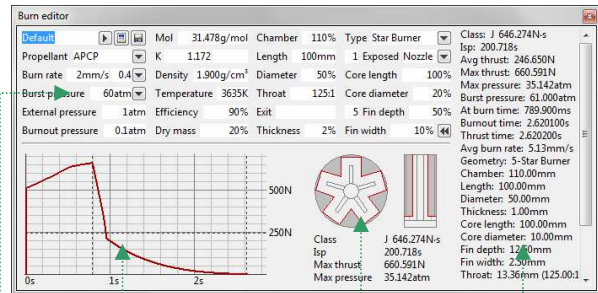 Burn editor
Default Mol 31.478g/mol Chamber 110% Type Star Burner
Propellant APCP K 1.172 Length 100mm 1 Exposed Nozzle
Burn rate 2mm/s 0.4 Density 1.900g/cm³ Diameter 50% Core length 100%
Burst pressure 60atm Temperature 3635K Throat 125:1 Core diameter 20%
External pressure 1atm Efficiency 90% Exit 5 Fin depth 50%
Burnout pressure 0.1atm Dry mass 20% Thickness 2% Fin width 10%
500N
250N
0s 1s 2s
Class J 646.274N-s
Isp 200.718s
Max thrust 660.591N
Max pressure 35.142atm
Class: J 646.274N-s
Isp: 200.718s
Avg thrust: 246.650N
Max thrust: 660.591N
Max pressure: 35.142atm
Burst pressure: 61.000atm
At burn time: 789.900ms
Burnout time: 2.620100s
Thrust time: 2.620200s
Avg burn rate: 5.13mm/s
Geometry: 5-Star Burner
Chamber: 110.00mm
Length: 100.00mm
Diameter: 50.00mm
Thickness: 1.00mm
Core length: 100.00mm
Core diameter: 10.00mm
Fin depth: 12.50mm
Fin width: 2.50mm
Throat: 13.36mm (125.00:1